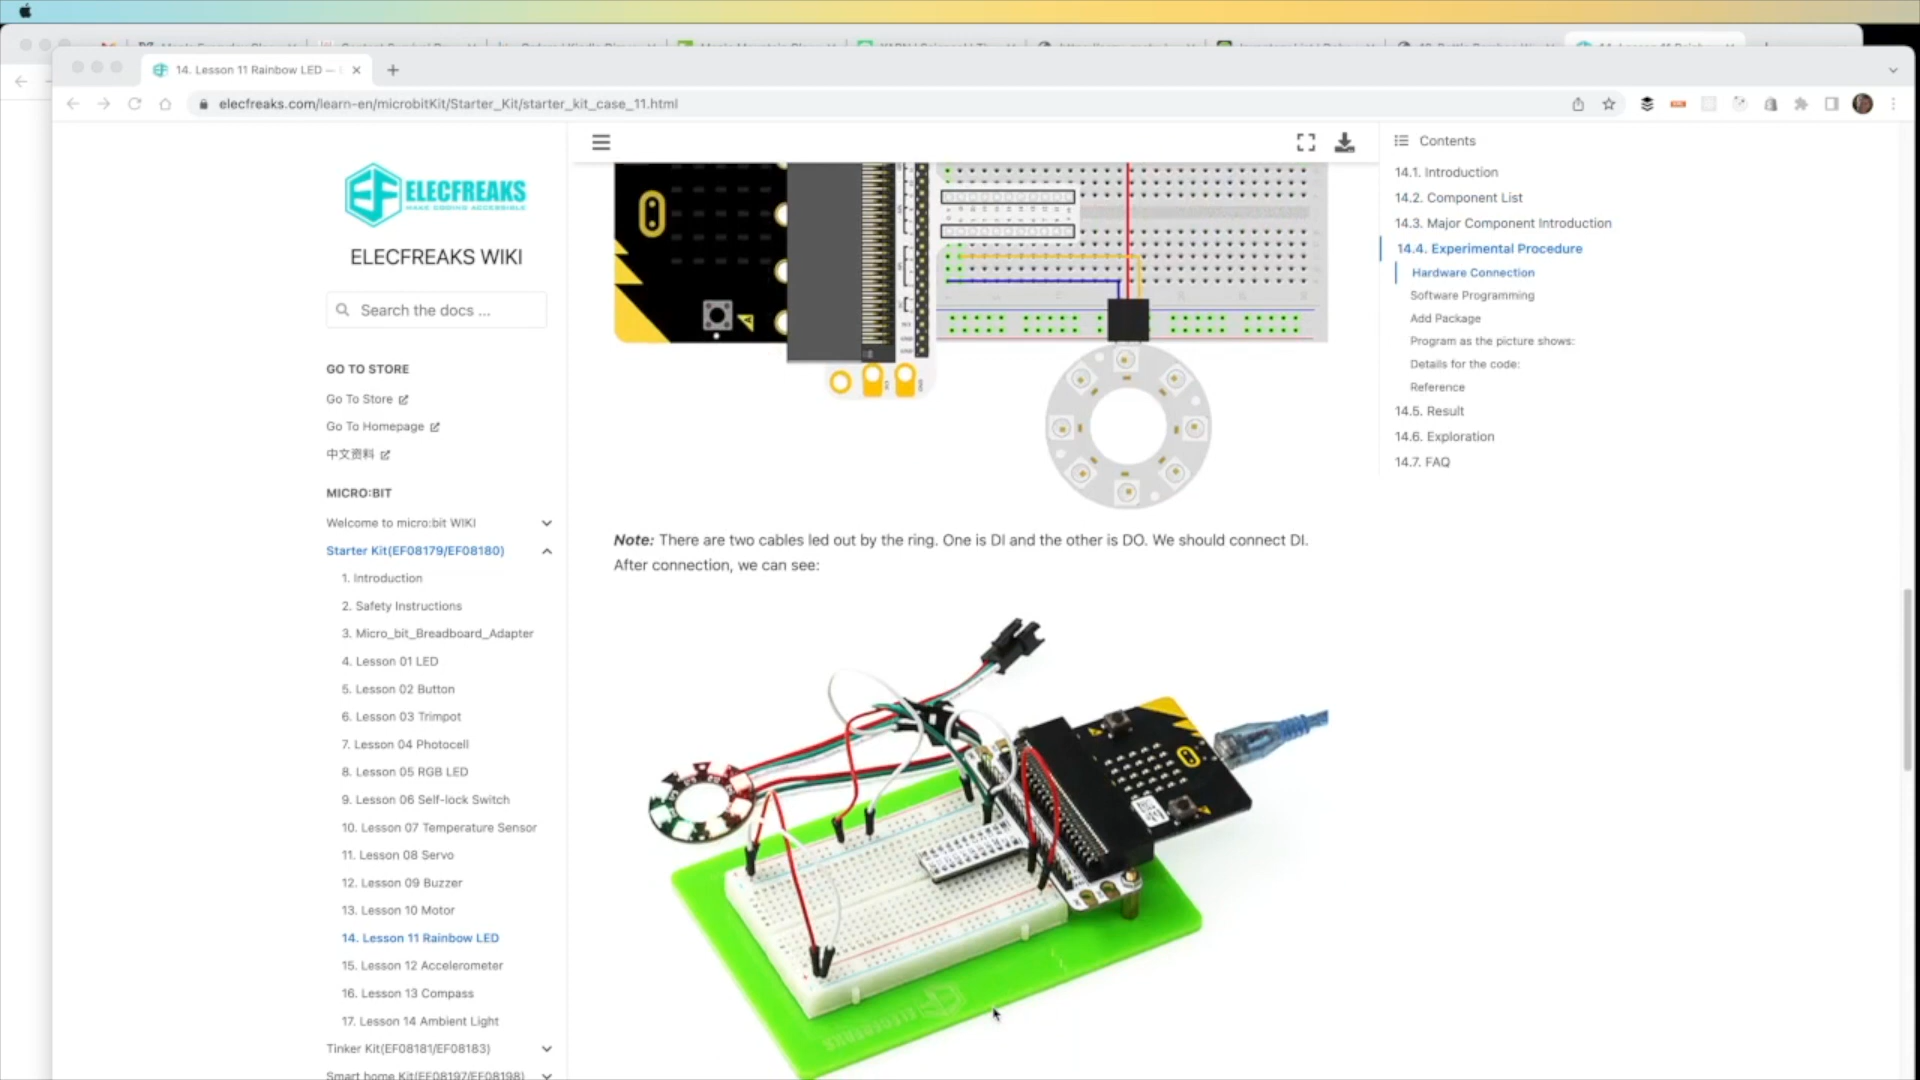 14. Lesson 11 Rainbow LED —
elecfreaks.com/learn-en/microbitKit/Starter_Kit/starter_kit_case_11.html
ELECFREAKS
MAKE CODING ACCESSIBLE
ELECFREAKS WIKI
Search the docs ...
GO TO STORE
Go To Store
Go To Homepage
中文资料
MICRO:BIT
Welcome to micro:bit WIKI
Starter Kit(EF08179/EF08180)
1. Introduction
2. Safety Instructions
3. Micro_bit_Breadboard_Adapter
4. Lesson 01 LED
5. Lesson 02 Button
6. Lesson 03 Trimpot
7. Lesson 04 Photocell
8. Lesson 05 RGB LED
9. Lesson 06 Self-lock Switch
10. Lesson 07 Temperature Sensor
11. Lesson 08 Servo
12. Lesson 09 Buzzer
13. Lesson 10 Motor
14. Lesson 11 Rainbow LED
15. Lesson 12 Accelerometer
16. Lesson 13 Compass
17. Lesson 14 Ambient Light
Tinker Kit(EF08181/EF08183)
Smart home Kit(EF08197/EF08198)
A
Note: There are two cables led out by the ring. One is DI and the other is DO. We should connect DI.
After connection, we can see:
ELECFREAKS
Contents
14.1. Introduction
14.2. Component List
14.3. Major Component Introduction
14.4. Experimental Procedure
Hardware Connection
Software Programming
Add Package
Program as the picture shows:
Details for the code:
Reference
14.5. Result
14.6. Exploration
14.7. FAQ